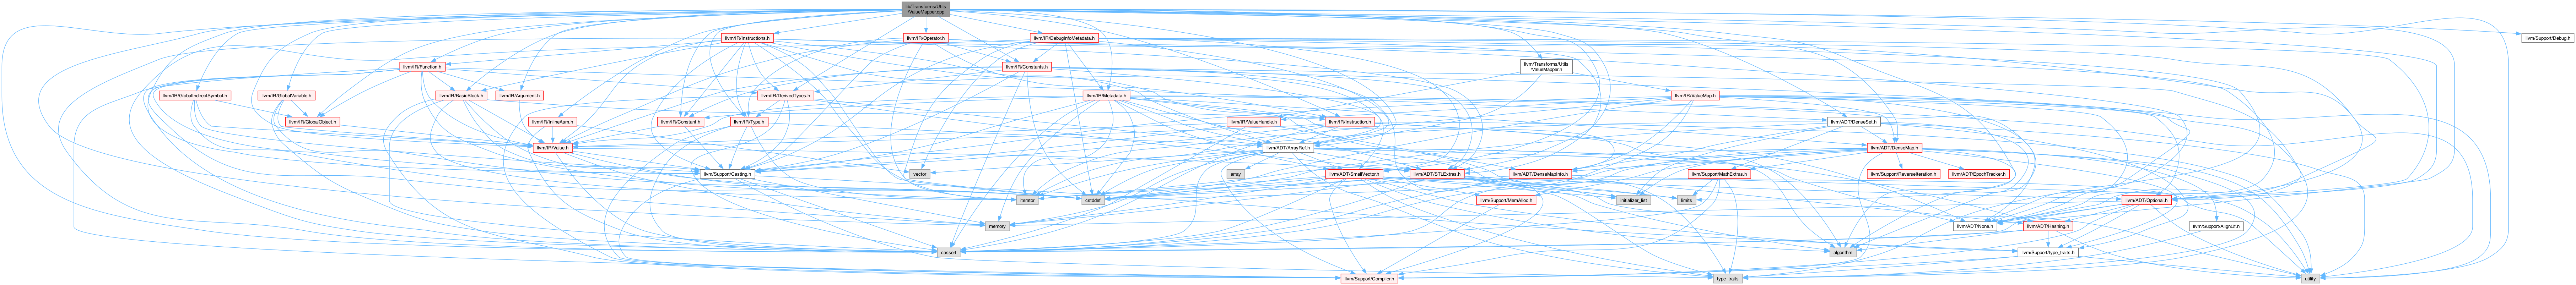 lib/Transforms/Utils
/ValueMapper.cpp
llvm/IR/Instructions.h
llvm/IR/Operator.h
llvm/IR/DebugInfoMetadata.h
llvm/Support/Debug.h
llvm/IR/Function.h
llvm/IR/Constants.h
llvm/Transforms/Utils
/ValueMapper.h
llvm/IR/GlobalIndirectSymbol.h
llvm/IR/GlobalVariable.h
llvm/IR/BasicBlock.h
llvm/IR/Argument.h
llvm/IR/DerivedTypes.h
llvm/IR/Metadata.h
llvm/IR/ValueMap.h
llvm/IR/GlobalObject.h
llvm/IR/InlineAsm.h
llvm/IR/Constant.h
llvm/IR/Type.h
llvm/IR/ValueHandle.h
llvm/IR/Instruction.h
llvm/ADT/DenseSet.h
llvm/IR/Value.h
llvm/ADT/ArrayRef.h
llvm/ADT/DenseMap.h
llvm/Support/Casting.h
vector
array
llvm/ADT/SmallVector.h
llvm/ADT/STLExtras.h
llvm/ADT/DenseMapInfo.h
llvm/Support/MathExtras.h
llvm/Support/ReverseIteration.h
llvm/ADT/EpochTracker.h
iterator
cstddef
llvm/Support/MemAlloc.h
initializer_list
limits
llvm/ADT/Optional.h
memory
llvm/ADT/None.h
llvm/ADT/Hashing.h
llvm/Support/AlignOf.h
cassert
algorithm
llvm/Support/type_traits.h
llvm/Support/Compiler.h
type_traits
utility